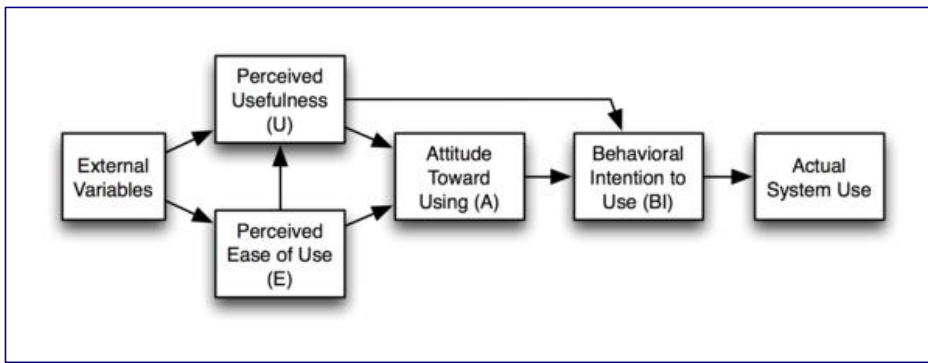 External
Variables
Perceived
Usefulness
(U)
Perceived
Ease of Use
(E)
Attitude
Toward
Using (A)
Behavioral
Intention to
Use (BI)
Actual
System Use